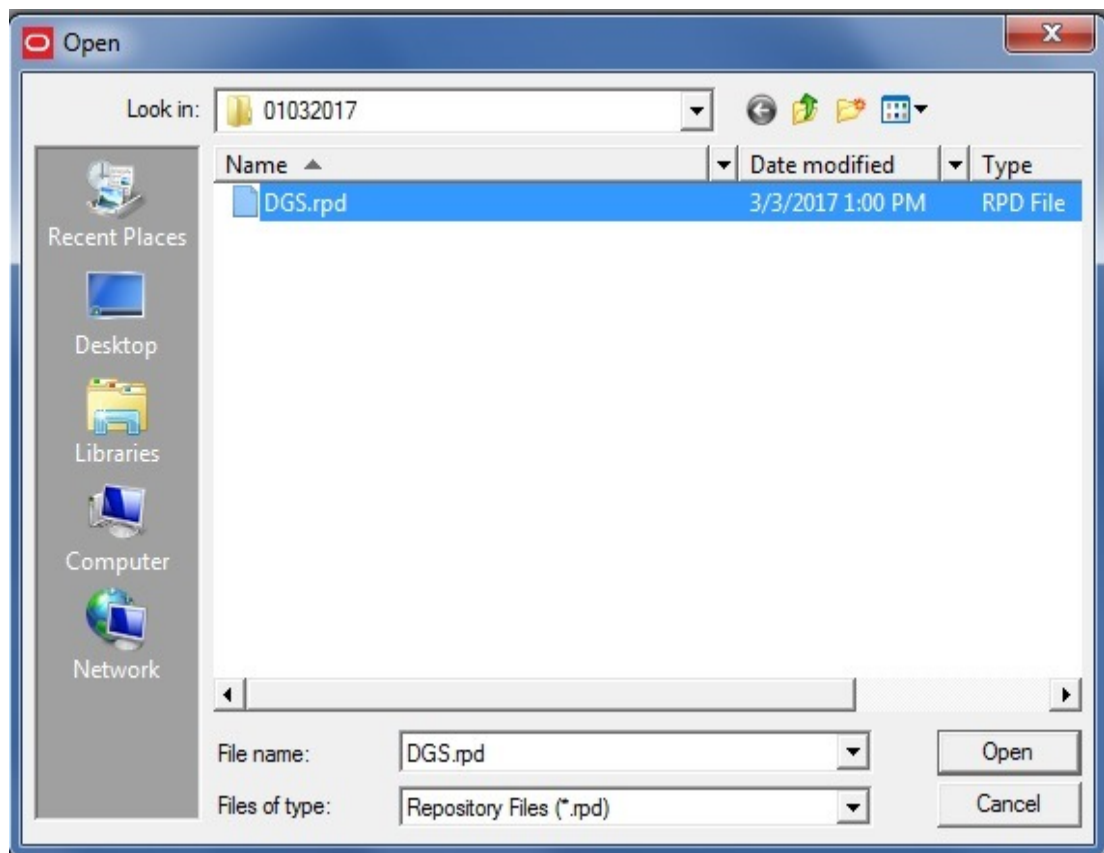 Open
Look in: 01032017
Name Date modified Type
DGS.rpd 3/3/2017 1:00 PM RPD File
Recent Places
Desktop
Libraries
Computer
Network
File name: DGS.rpd Open
Files of type: Repository Files (*.rpd) Cancel